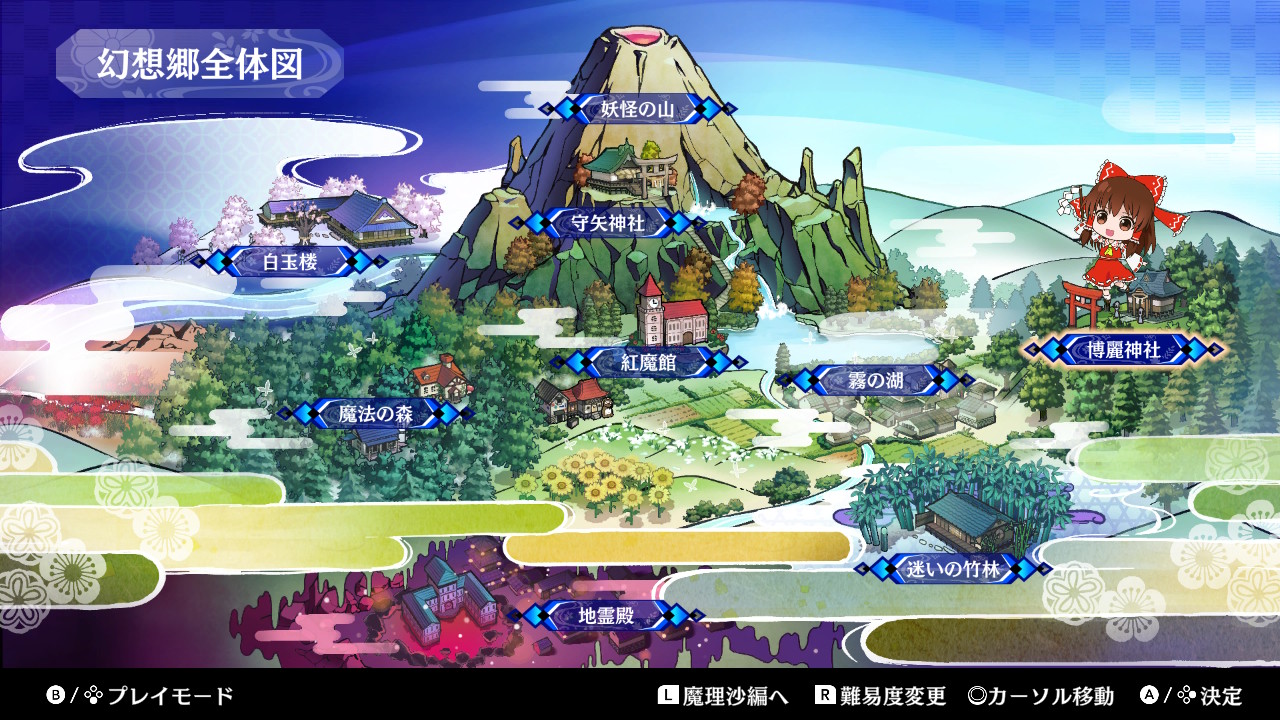 幻想郷全体図
妖怪の山
守矢神社
白玉楼
博麗神社
紅魔館
霧の湖
魔法の森
迷いの竹林
地霊殿
B / プレイモード
L 魔理沙編へ R 難易度変更 カーソル移動 A / 決定